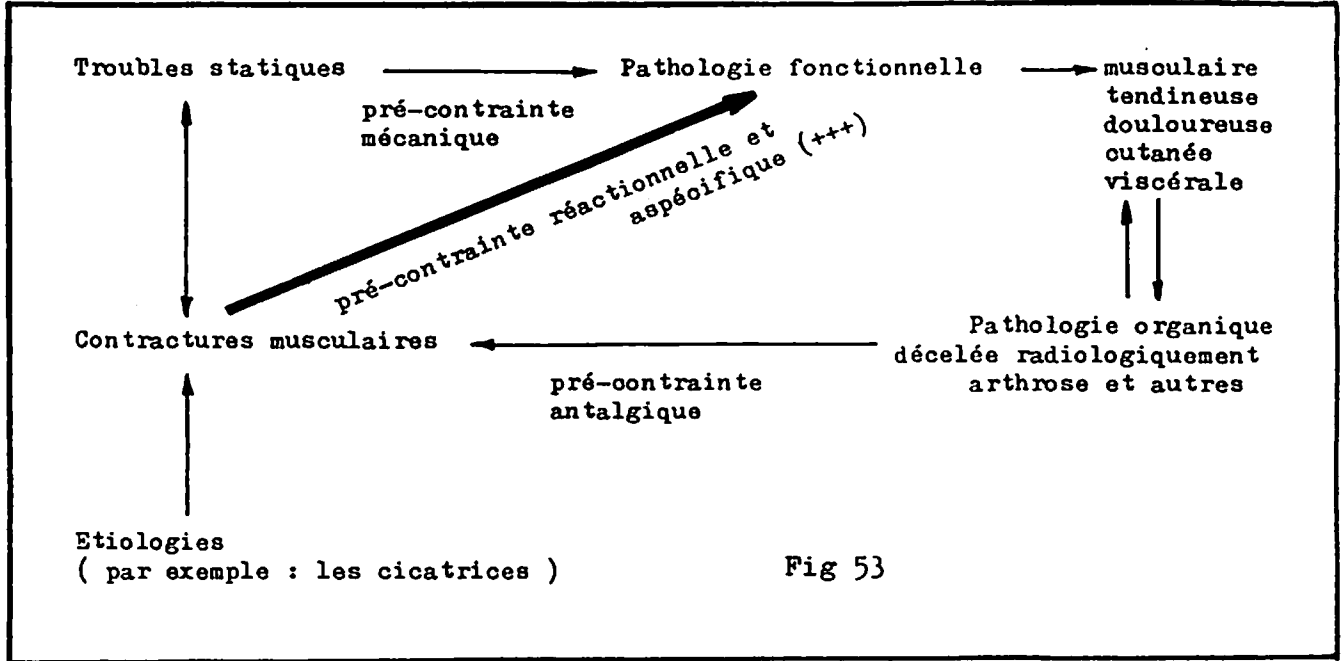 Troubles statiques
pré-contrainte
mécanique
Pathologie fonctionnelle
musculaire
tendineuse
douloureuse
cutanée
viscérale
pré-contrainte réactionnelle et
aspécifique (+++)
Contractures musculaires
pré-contrainte
antalgique
Pathologie organique
décelée radiologiquement
arthrose et autres
Etiologies
( par exemple : les cicatrices )
Fig 53